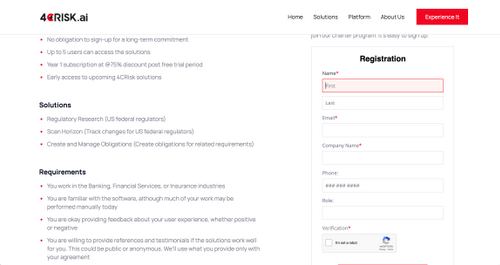 4CRISK.ai
Home
Solutions
Platform
About Us
Experience It
No obligation to sign-up for a long-term commitment
Up to 5 users can access the solutions
Year 1 subscription at post free trial period
Early access to upcoming 4CRisk solutions
Solutions
Regulatory Research (US federal regulators)
Scan Horizon (Track changes for US federal regulators)
Create and Manage Obligations (Create obligations for related requirements)
Requirements
You work in the Banking, Financial Services, or Insurance industries
You are familiar with the software, although much of your work may be
performed manually today
You are okay providing feedback about your user experience, whether positive
or negative
You are willing to provide references and testimonials if the solutions work well
for you. This could be public or anonymous. We'll use what you provide only with
your agreement
join our charter program. It's easy to sign up.
Registration
Name*
First
Last
Email*
Company Name*
Phone:
### ### ####
Role:
Verification*
I'm not a robot
reCAPTCHA